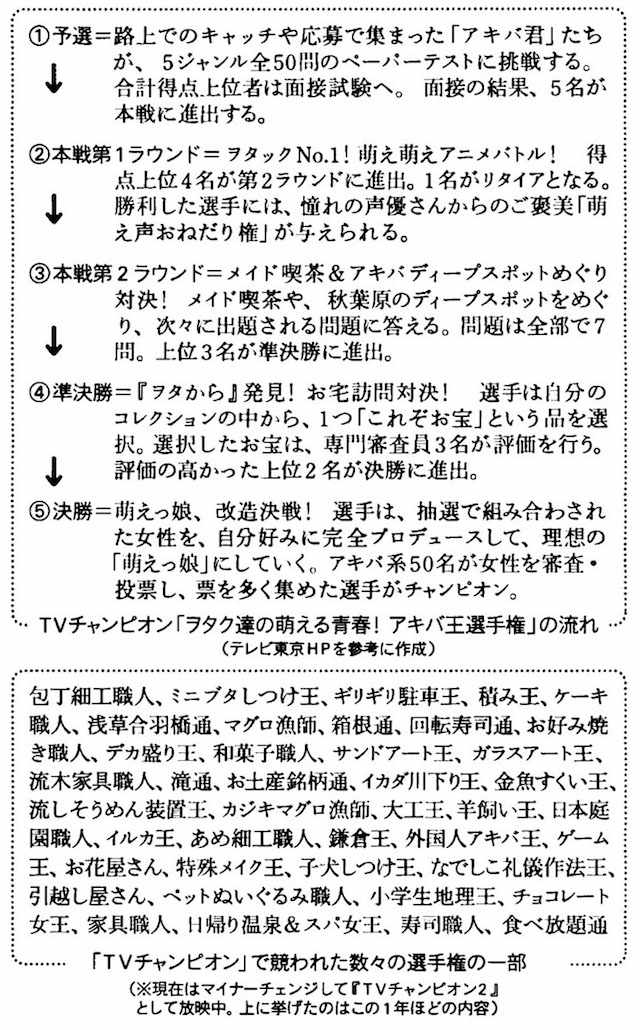 ①予選＝路上でのキャッチや応募で集まった「アキバ君」たち
が、5ジャンル全50問のペーパーテストに挑戦する。
合計得点上位者は面接試験へ。 面接の結果、5名が
本戦に進出する。
↓
②本戦第1ラウンド＝ヲタックNo.1! 萌え萌えアニメバトル! 得
点上位4名が第2ラウンドに進出。1名がリタイアとなる。
勝利した選手には、憧れの声優さんからのご褒美「萌
え声おねだり権」が与えられる。
↓
③本戦第2ラウンド＝メイド喫茶＆アキバディープスポットめぐり
対決! メイド喫茶や、秋葉原のディープスポットをめぐ
り、次々に出題される問題に答える。問題は全部で7
問。上位3名が準決勝に進出。
↓
④準決勝＝『ヲタから』発見! お宅訪問対決! 選手は自分の
コレクションの中から、1つ「これぞお宝」という品を選
択。選択したお宝は、専門審査員3名が評価を行う。
評価の高かった上位2名が決勝に進出。
↓
⑤決勝＝萌えっ娘、改造決戦! 選手は、抽選で組み合わされ
た女性を、自分好みに完全プロデュースして、理想の
「萌えっ娘」にしていく。アキバ系50名が女性を審査・
投票し、票を多く集めた選手がチャンピオン。
TVチャンピオン「ヲタク達の萌える青春! アキバ王選手権」の流れ
（テレビ東京HPを参考に作成）
包丁細工職人、ミニブタしつけ王、ギリギリ駐車王、積み王、ケーキ
職人、浅草合羽橋通、マグロ漁師、箱根通、回転寿司通、お好み焼
き職人、デカ盛り王、和菓子職人、サンドアート王、ガラスアート王、
流木家具職人、滝通、お土産銘柄通、イカダ川下り王、金魚すくい王、
流しそうめん装置王、カジキマグロ漁師、大工王、羊飼い王、日本庭
園職人、イルカ王、あめ細工職人、鎌倉王、外国人アキバ王、ゲーム
王、お花屋さん、特殊メイク王、子犬しつけ王、なでしこ礼儀作法王、
引越し屋さん、ペットぬいぐるみ職人、小学生地理王、チョコレート
女王、家具職人、日帰り温泉＆スパ女王、寿司職人、食べ放題通
「TVチャンピオン」で競われた数々の選手権の一部
（※現在はマイナーチェンジして『TVチャンピオン2』
として放映中。上に挙げたのはこの1年ほどの内容）